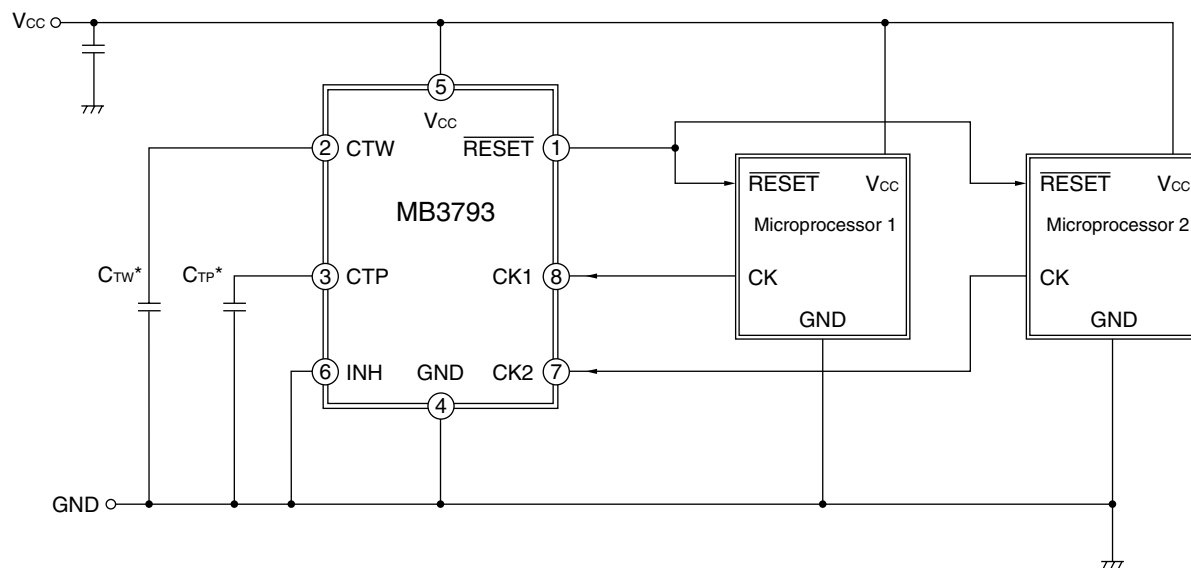 VCC
5
VCC
2 CTW
RESET 1
RESET VCC
RESET VCC
MB3793
Microprocessor 1
Microprocessor 2
CTW*
CTP*
3 CTP
CK1 8
CK
CK
GND
GND
6 INH
GND
CK2 7
4
GND